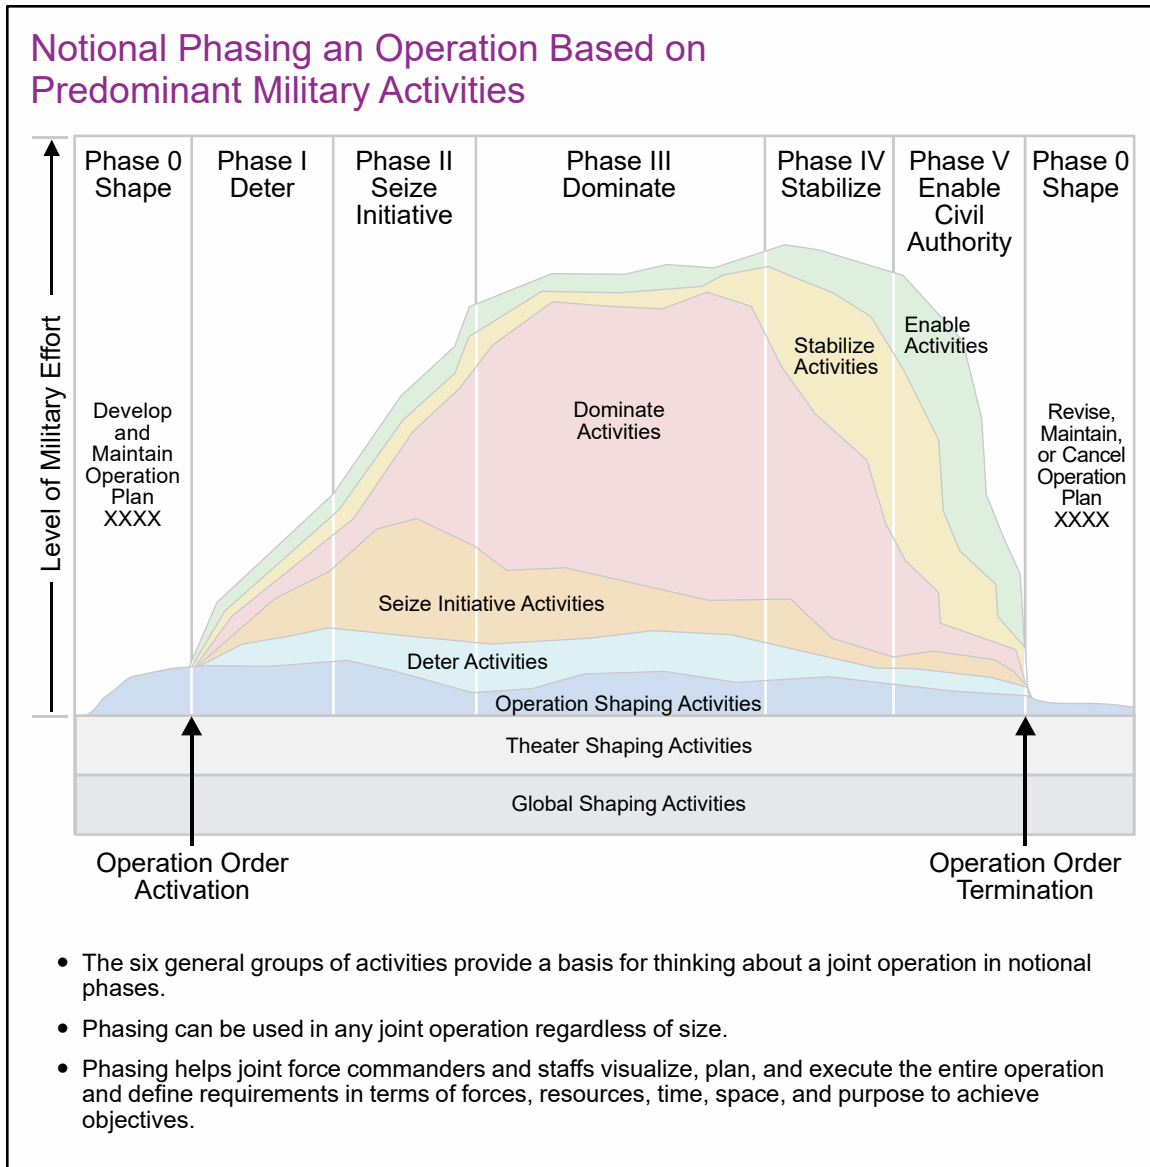 Notional Phasing an Operation Based on
Predominant Military Activities
Phase 0
Shape
Phase I
Deter
Phase II
Seize
Initiative
Phase III
Dominate
Phase IV
Stabilize
Phase V
Enable
Civil
Authority
Phase 0
Shape
Level of Military Effort
Develop
and
Maintain
Operation
Plan
XXXX
Enable
Activities
Stabilize
Activities
Dominate
Activities
Revise,
Maintain,
or Cancel
Operation
Plan
XXXX
Seize Initiative Activities
Deter Activities
Operation Shaping Activities
Theater Shaping Activities
Global Shaping Activities
Operation Order
Activation
Operation Order
Termination
• The six general groups of activities provide a basis for thinking about a joint operation in notional
phases.
• Phasing can be used in any joint operation regardless of size.
• Phasing helps joint force commanders and staffs visualize, plan, and execute the entire operation
and define requirements in terms of forces, resources, time, space, and purpose to achieve
objectives.